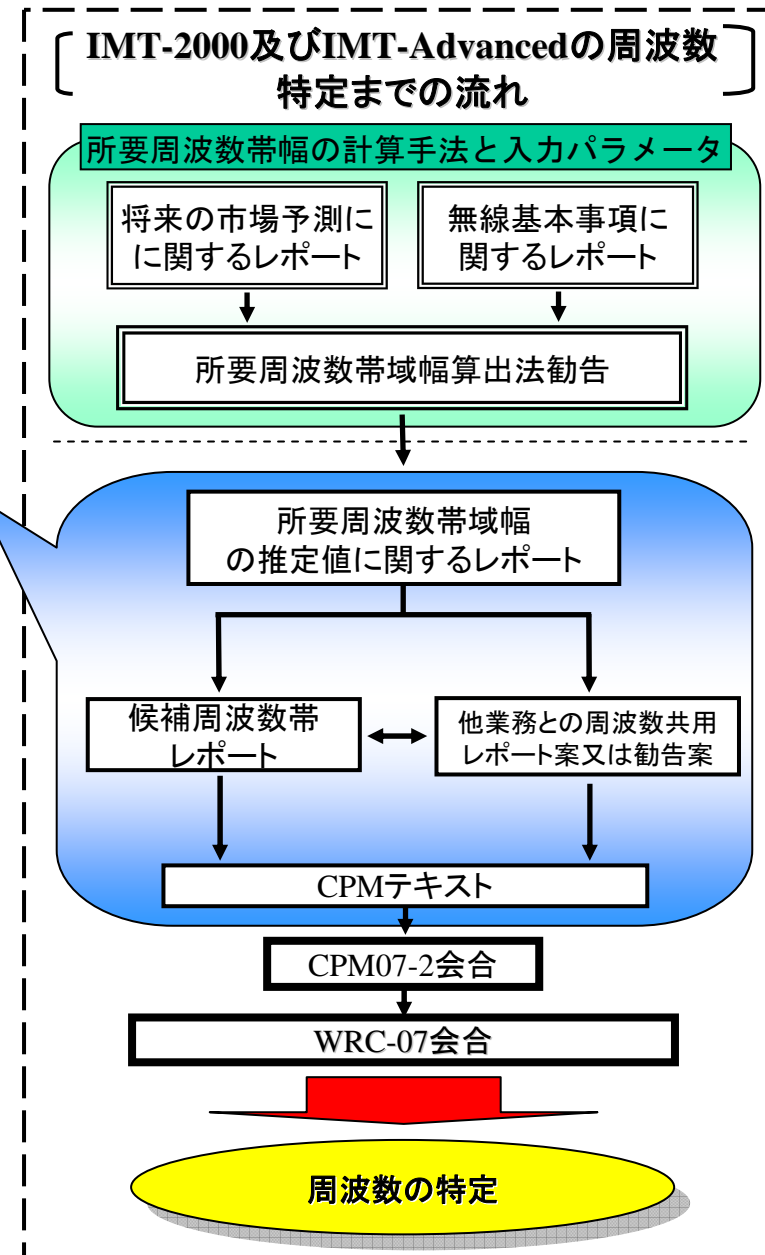 IMT-2000及びIMT-Advancedの周波数
特定までの流れ
所要周波数帯幅の計算手法と入力パラメータ
将来の市場予測に
に関するレポート
無線基本事項に
関するレポート
所要周波数帯域幅算出法勧告
所要周波数帯域幅
の推定値に関するレポート
候補周波数帯
レポート
他業務との周波数共用
レポート案又は勧告案
CPMテキスト
CPM07-2会合
WRC-07会合
周波数の特定